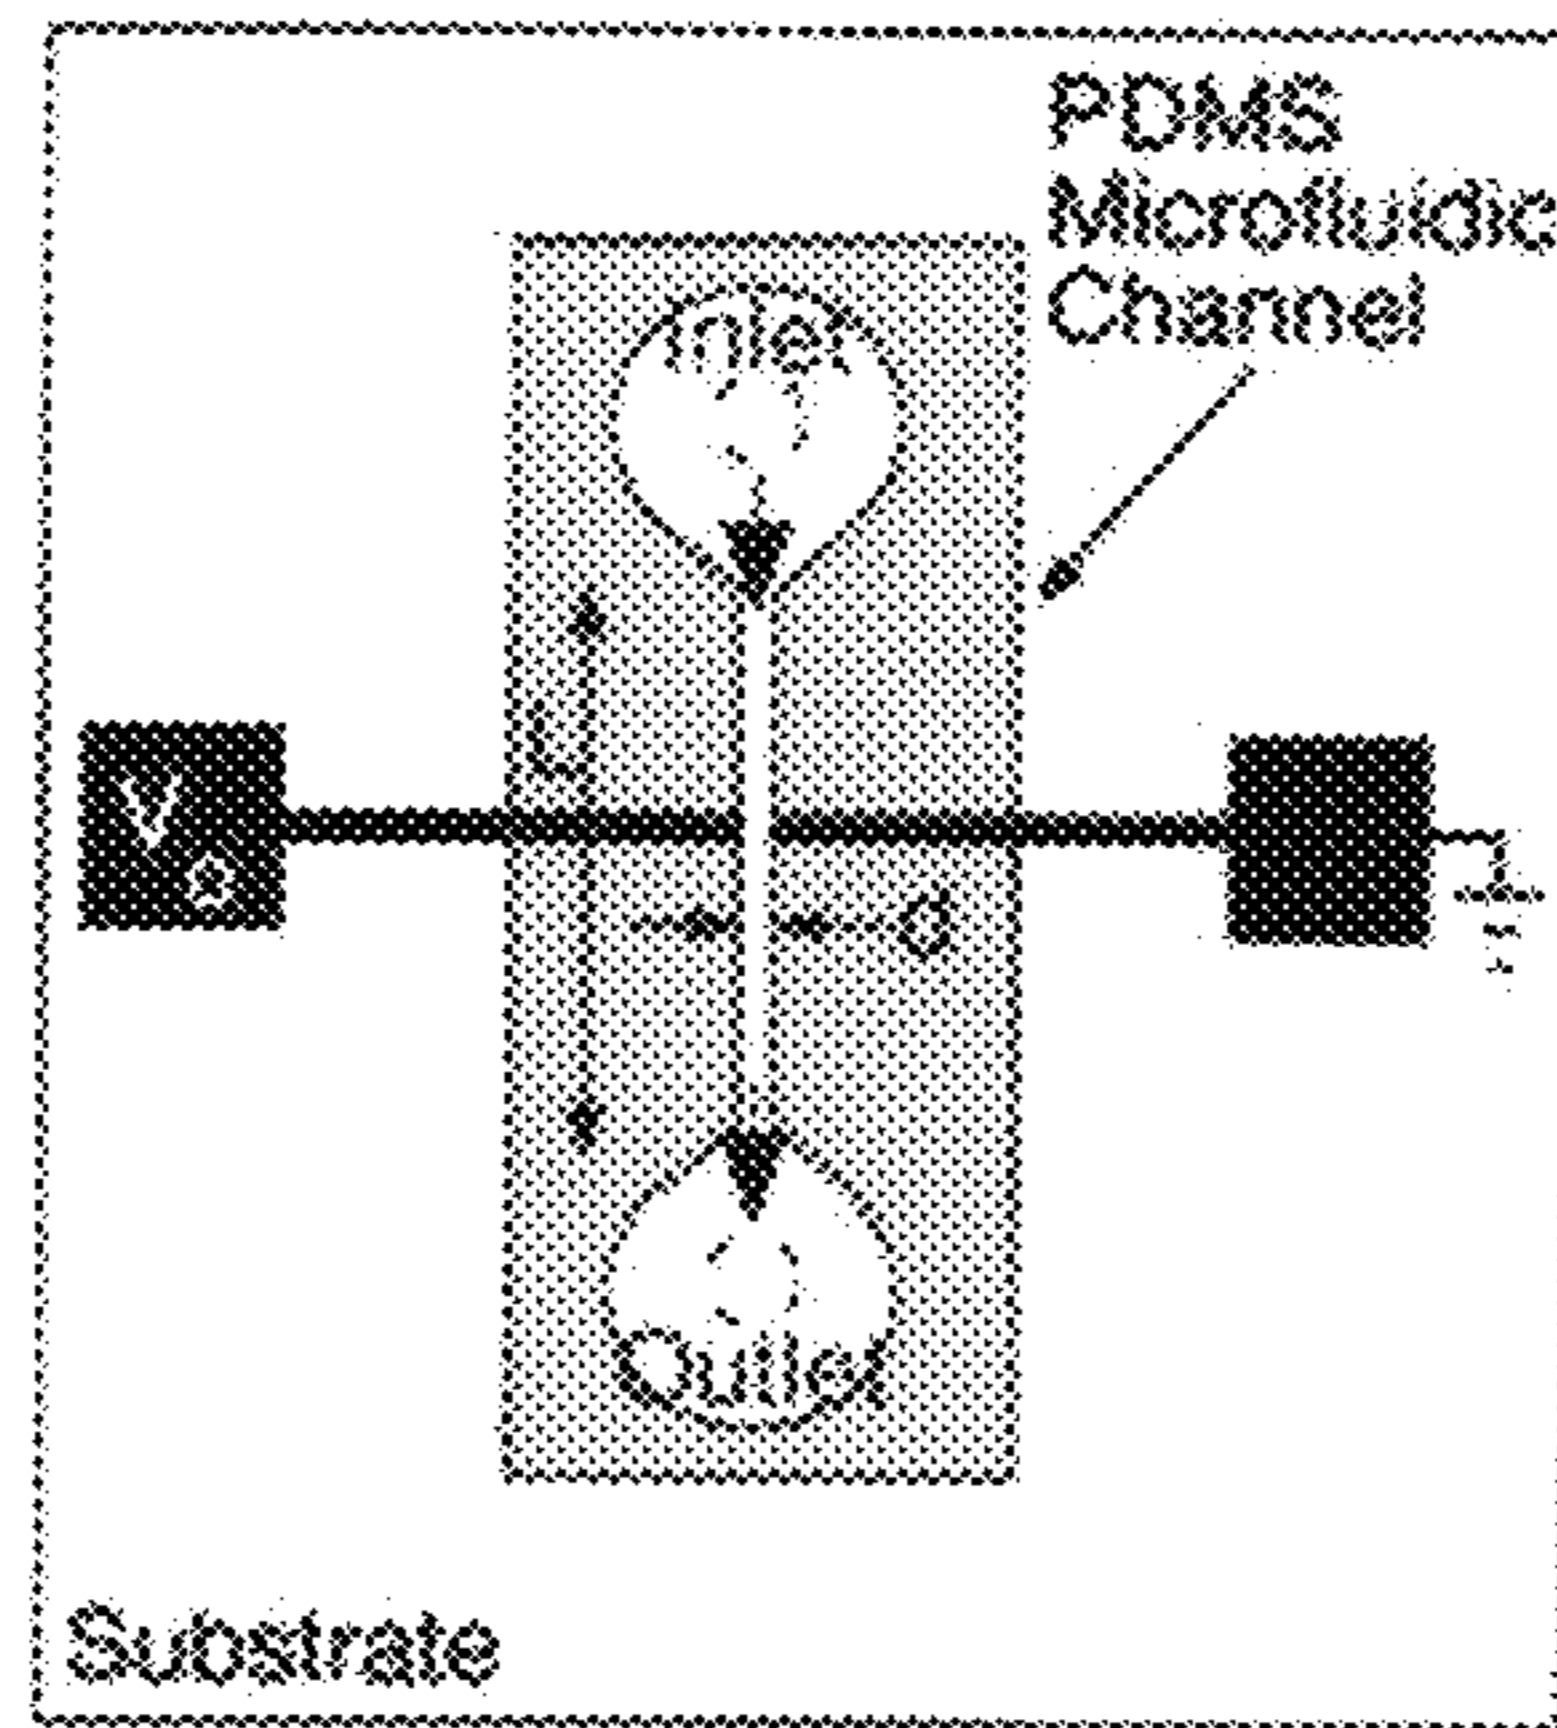 PDMS
Microfluidic
Channel
Inlet
L
V
d
Outlet
Substrate